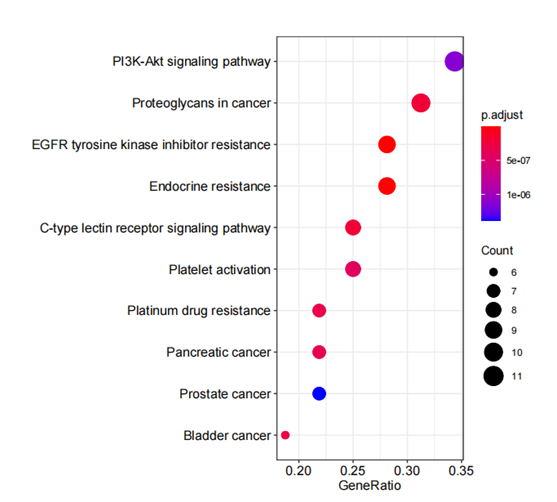 PI3K-Akt signaling pathway
Proteoglycans in cancer
EGFR tyrosine kinase inhibitor resistance
Endocrine resistance
C-type lectin receptor signaling pathway
Platelet activation
Platinum drug resistance
Pancreatic cancer
Prostate cancer
Bladder cancer
0.20 0.25 0.30 0.35
GeneRatio
p.adjust
5e-07
1e-06
Count
6
7
8
9
10
11